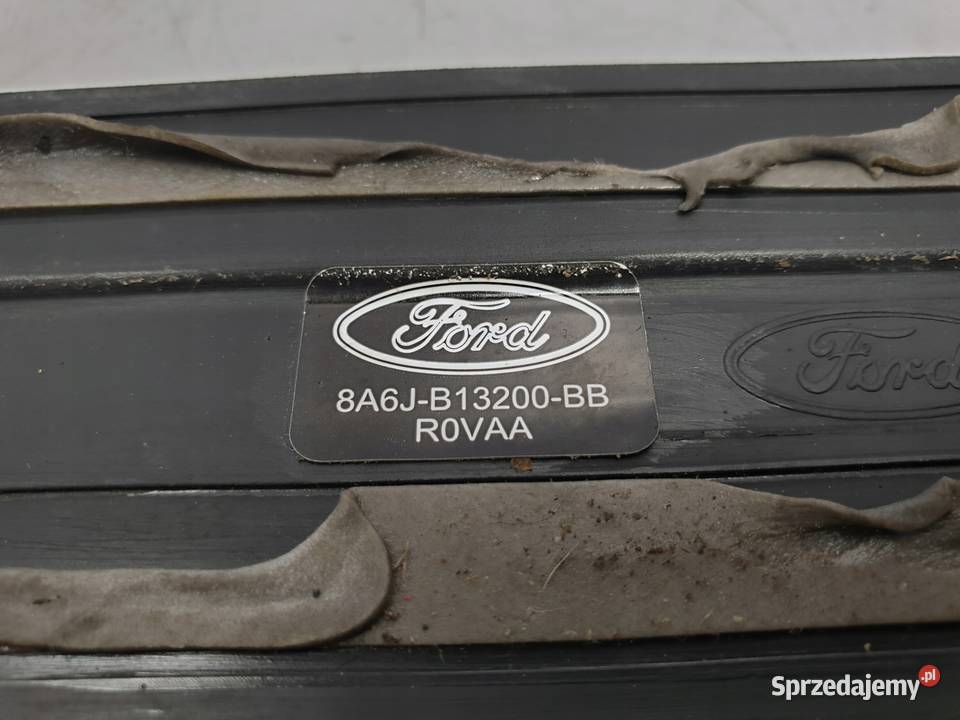 Ford
8A6J-B13200-BB
R0VAA
Ford
Sprzedajemy.pl